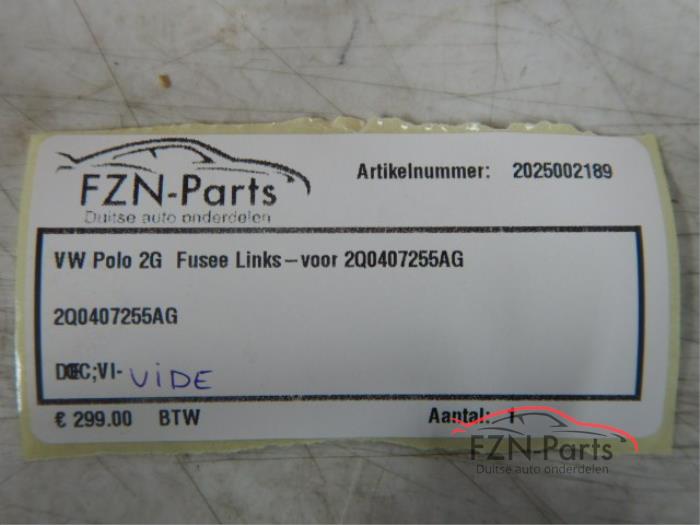 FZN-Parts
Duitse auto onderdelen
Artikelnummer: 2025002189
VW Polo 2G Fusee Links-voor 2Q0407255AG
2Q0407255AG
VI- ViDE
€ 299.00 BTW
Aantal: 1
FZN-Parts
Duitse auto onderdelen